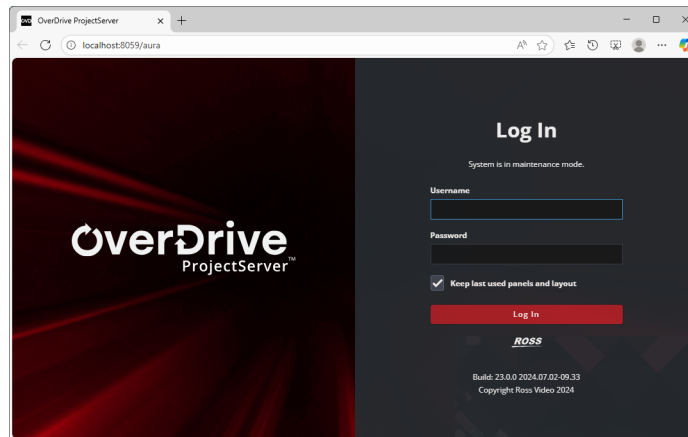 OVD OverDrive ProjectServer
localhost:8059/aura
OverDrive
ProjectServer™
Log In
System is in maintenance mode.
Username
Password
Keep last used panels and layout
Log In
ROSS
Build: 23.0.0 2024.07.02-09.33
Copyright Ross Video 2024